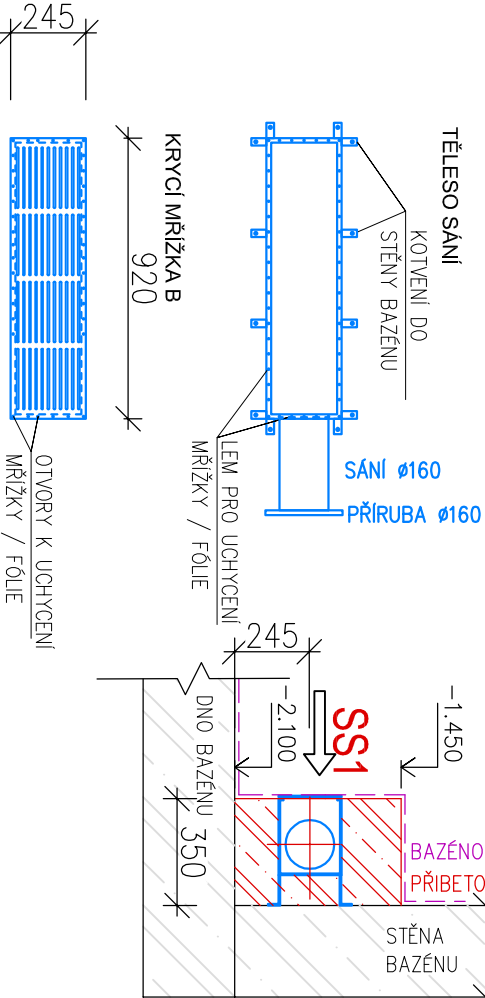 TĚLESO SÁNÍ
KOTVENÍ DO
STĚNY BAZÉNU
SÁNÍ ø160
PŘÍRUBA ø160
LEM PRO UCHYCENÍ
MŘÍŽKY / FÓLIE
KRYCÍ MŘÍŽKA B
920
245
OTVORY K UCHYCENÍ
MŘÍŽKY / FÓLIE
245
-2.100
SS1
-1.450
DNO BAZÉNU
350
BAZÉNO
PŘIBETO
STĚNA
BAZÉNU